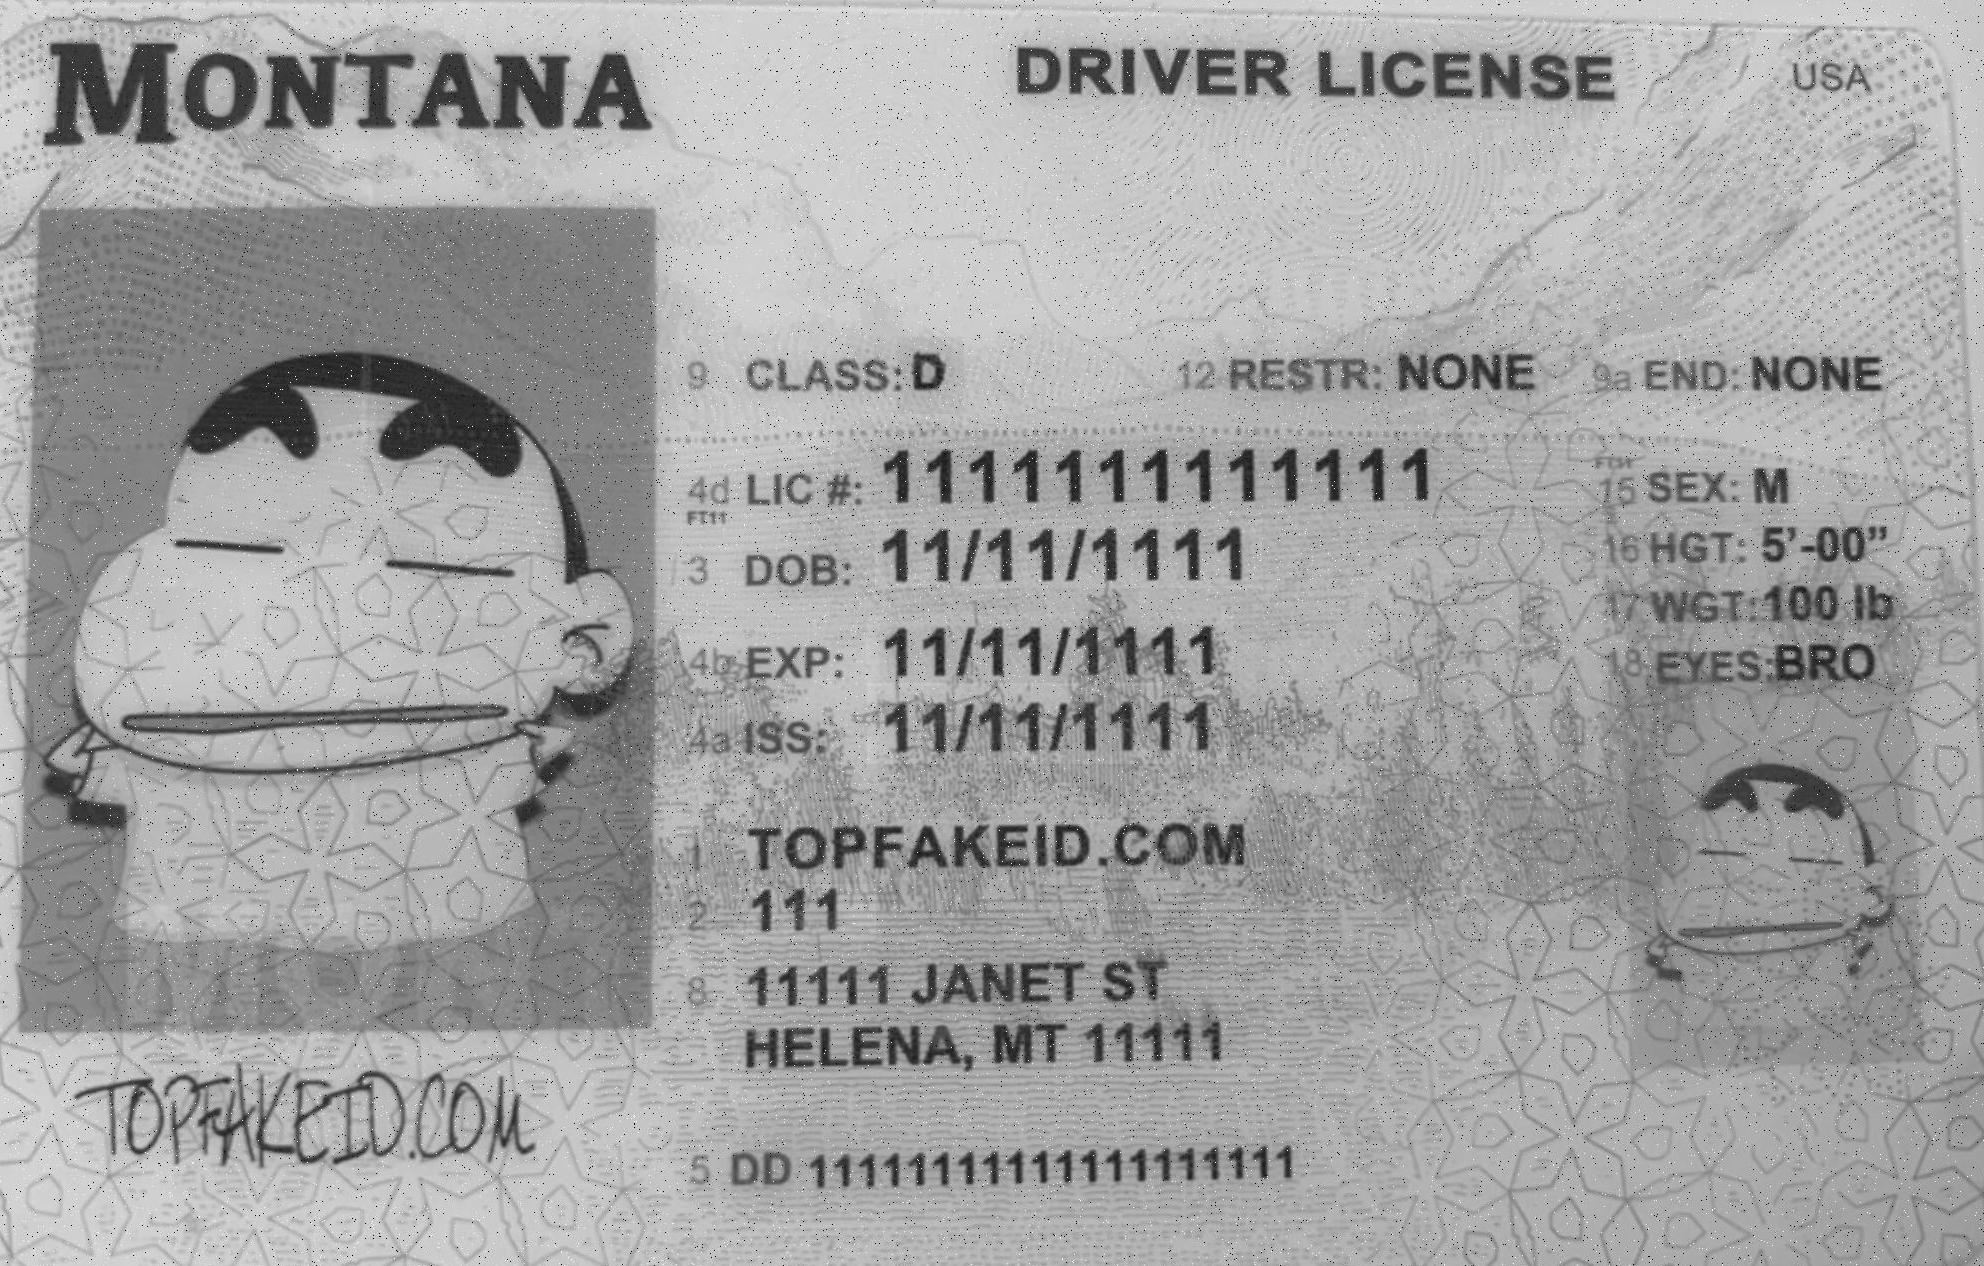 MONTANA DRIVER LICENSE USA
9 CLASS: D 12 RESTR: NONE 9a END: NONE
4d LIC #: 1111111111111 15 SEX: M
3 DOB: 11/11/1111 16 HGT: 5'-00"
17 WGT: 100 lb
4b EXP: 11/11/1111 18 EYES: BRO
4a ISS: 11/11/1111
1 TOPFAKEID.COM
2 111
8 11111 JANET ST
HELENA, MT 11111
TOPFAKEID.COM
5 DD